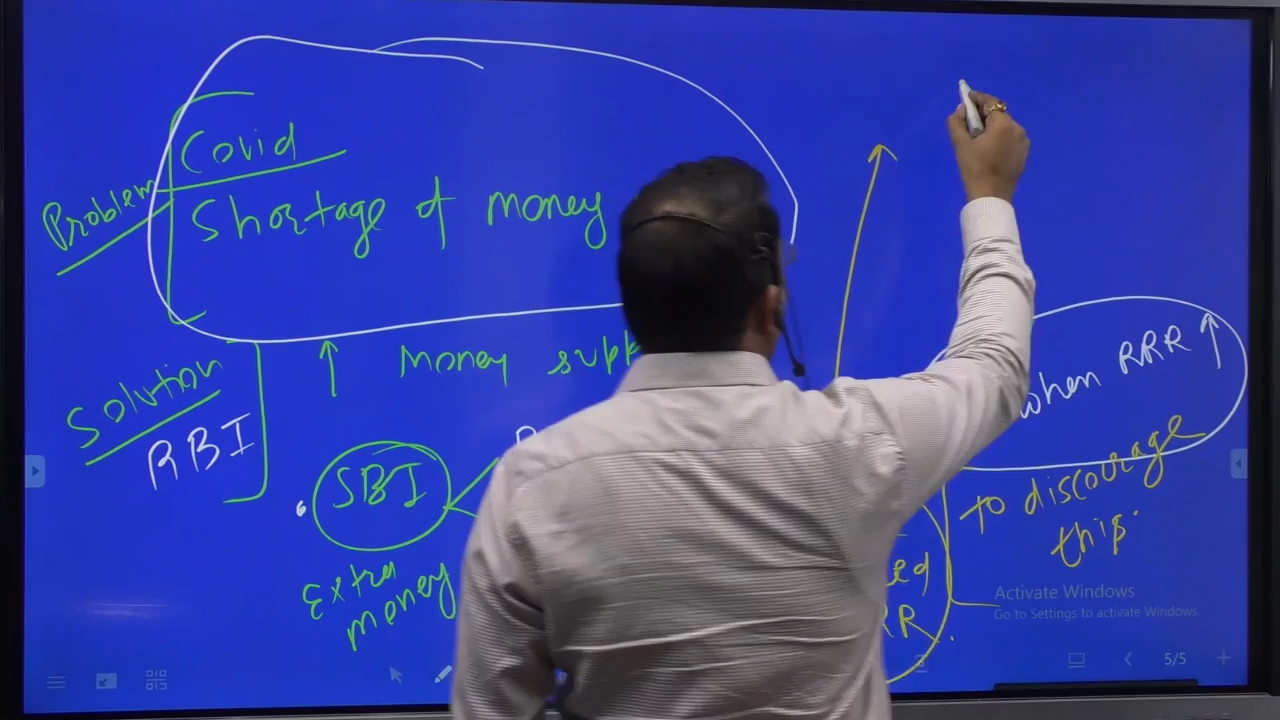 Covid
Problem
Shortage of money
Solution
RBI
↑ Money supp
when RRR ↑
SBI
to discourage
this.
Extra
money
RR.
Activate Windows
Go to Settings to activate Windows.
5/5